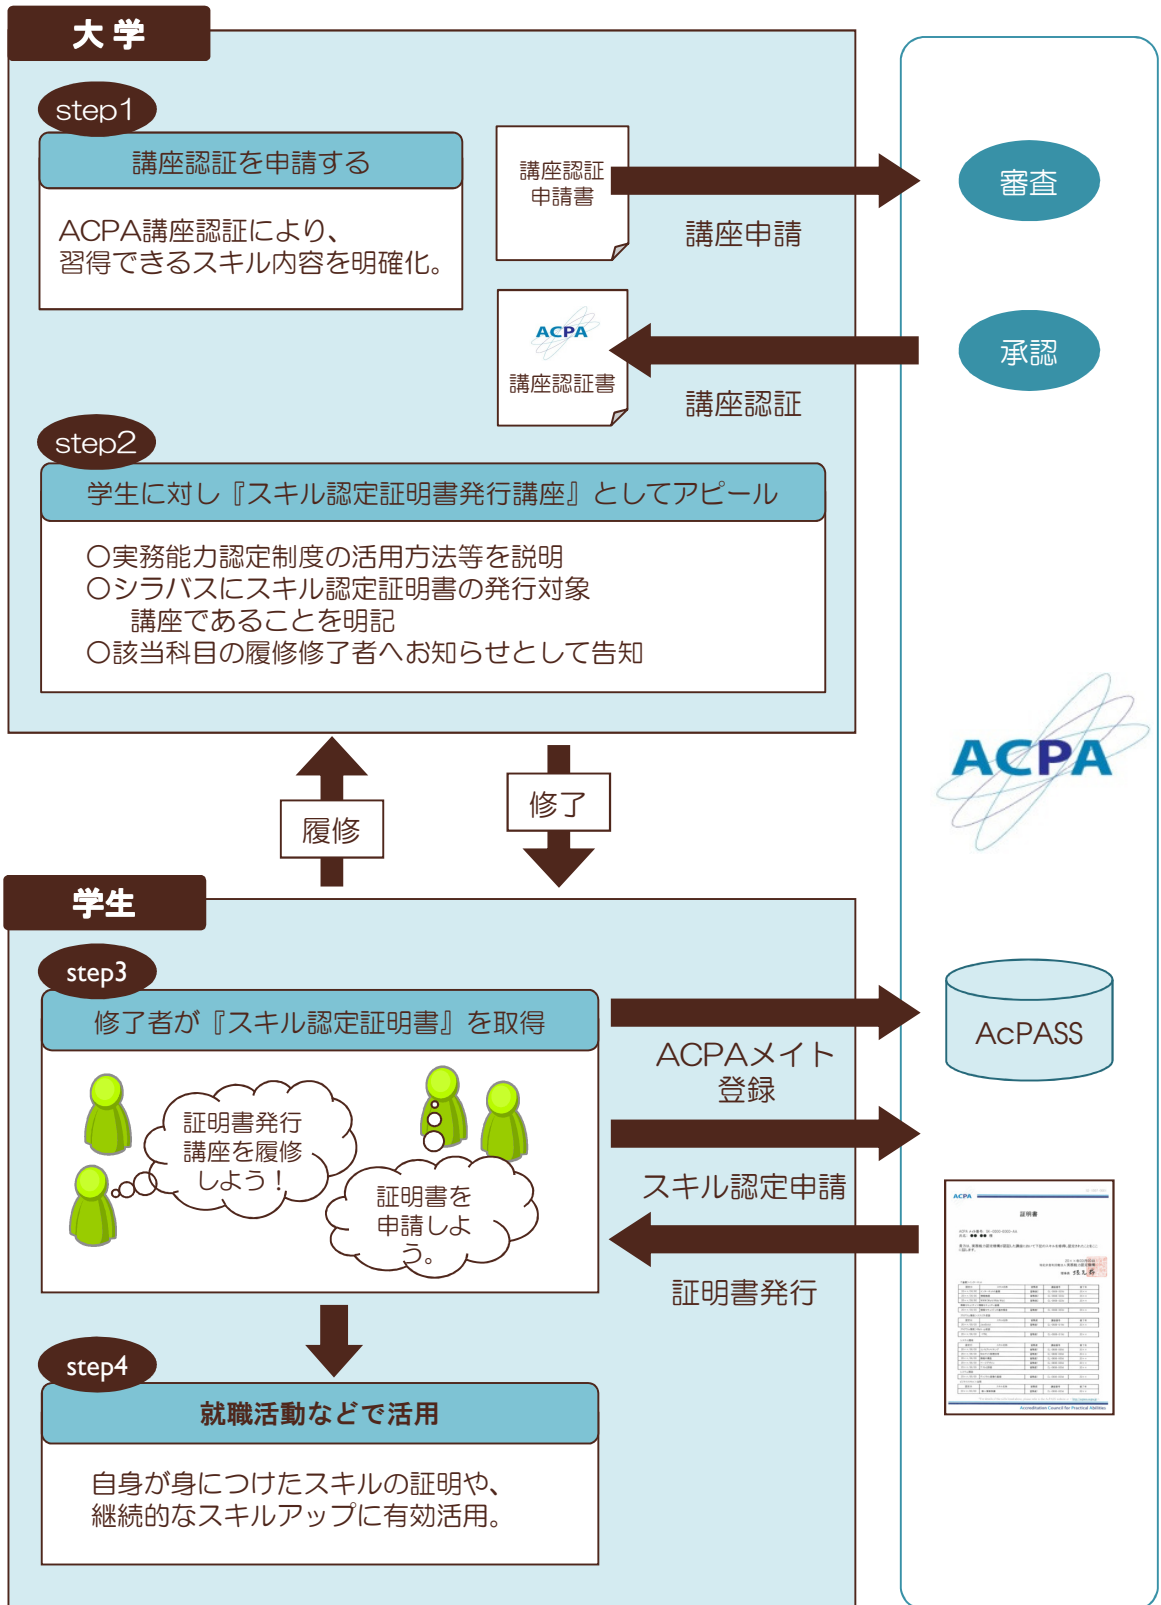 大学
step1
講座認証を申請する
ACPA講座認証により、
習得できるスキル内容を明確化。
講座認証
申請書
講座申請
審査
ACPA
講座認証書
講座認証
承認
step2
学生に対し『スキル認定証明書発行講座』としてアピール
○実務能力認定制度の活用方法等を説明
○シラバスにスキル認定証明書の発行対象
講座であることを明記
○該当科目の履修修了者へお知らせとして告知
ACPA
履修
修了
学生
step3
修了者が『スキル認定証明書』を取得
証明書発行
講座を履修
しよう！
証明書を
申請しよ
う。
ACPAメイト
登録
AcPASS
スキル認定申請
証明書発行
ACPA
証明書
Accreditation Council for Practical Abilities
step4
就職活動などで活用
自身が身につけたスキルの証明や、
継続的なスキルアップに有効活用。